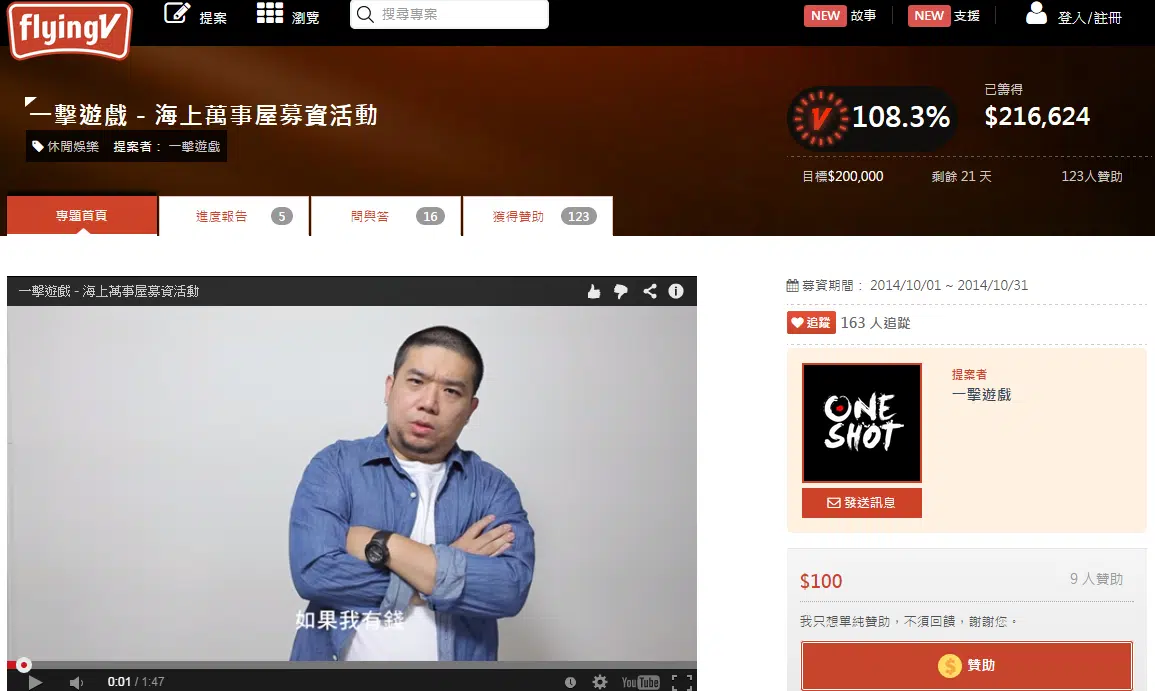 flyingV
提案
瀏覽
搜尋專案
NEW 故事
NEW 支援
登入/註冊
一擊遊戲 - 海上萬事屋募資活動
休閒娛樂 提案者： 一擊遊戲
V 108.3%
已籌得
$216,624
目標$200,000
剩餘 21 天
123人贊助
專題首頁
進度報告 5
問與答 16
獲得贊助 123
一擊遊戲 - 海上萬事屋募資活動
如果我有錢
0:01 / 1:47
YouTube
募資期間： 2014/10/01 ~ 2014/10/31
追蹤 163 人追蹤
ONE
SHOT
提案者
一擊遊戲
發送訊息
$100
9 人贊助
我只想單純贊助，不須回饋，謝謝您。
$ 贊助